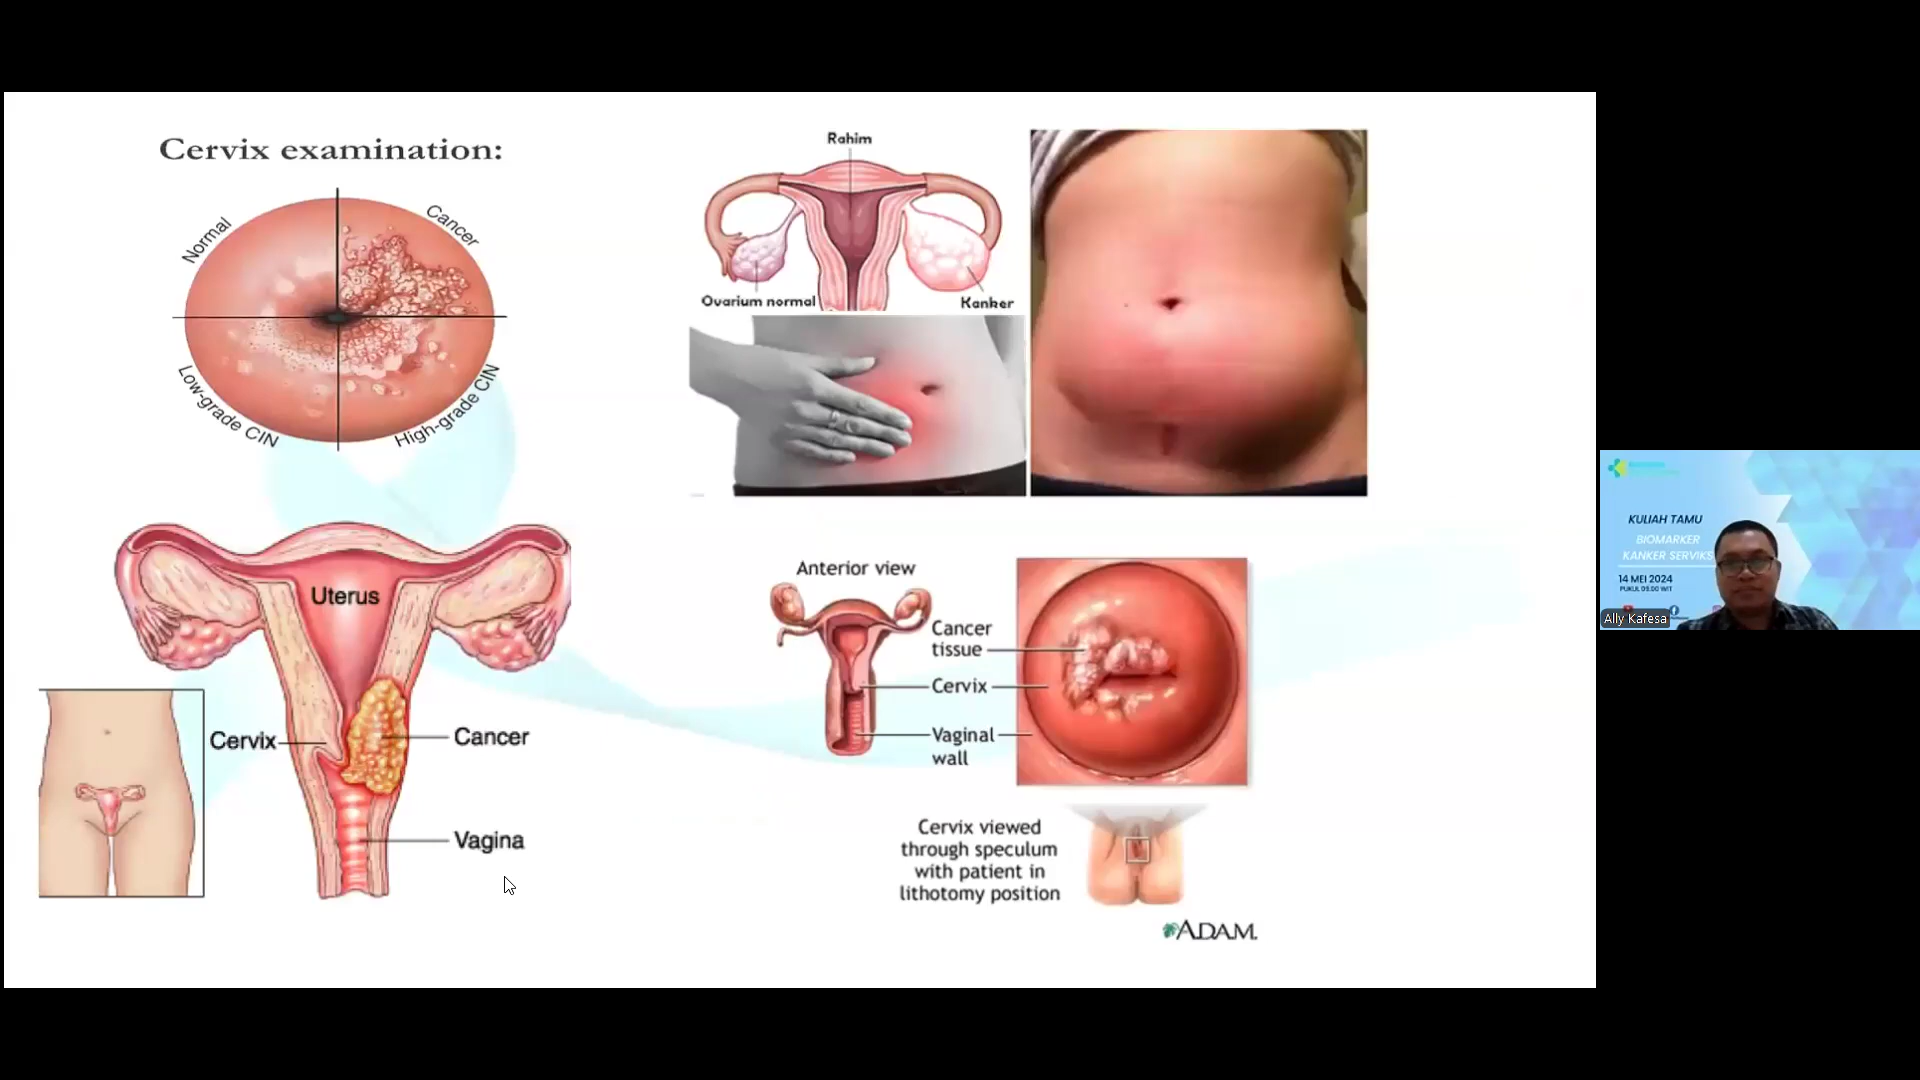 Cervix examination:
Normal
Cancer
Low-grade CIN
High-grade CIN
Rahim
Ovarium normal
Kanker
Uterus
Cervix
Cancer
Vagina
Anterior view
Cancer
tissue
Cervix
Vaginal
wall
Cervix viewed
through speculum
with patient in
lithotomy position
A.D.A.M.
KULIAH TAMU
BIOMARKER
KANKER SERVIKS
14 MEI 2024
PUKUL 09.00 WIT
Ally Kafesa